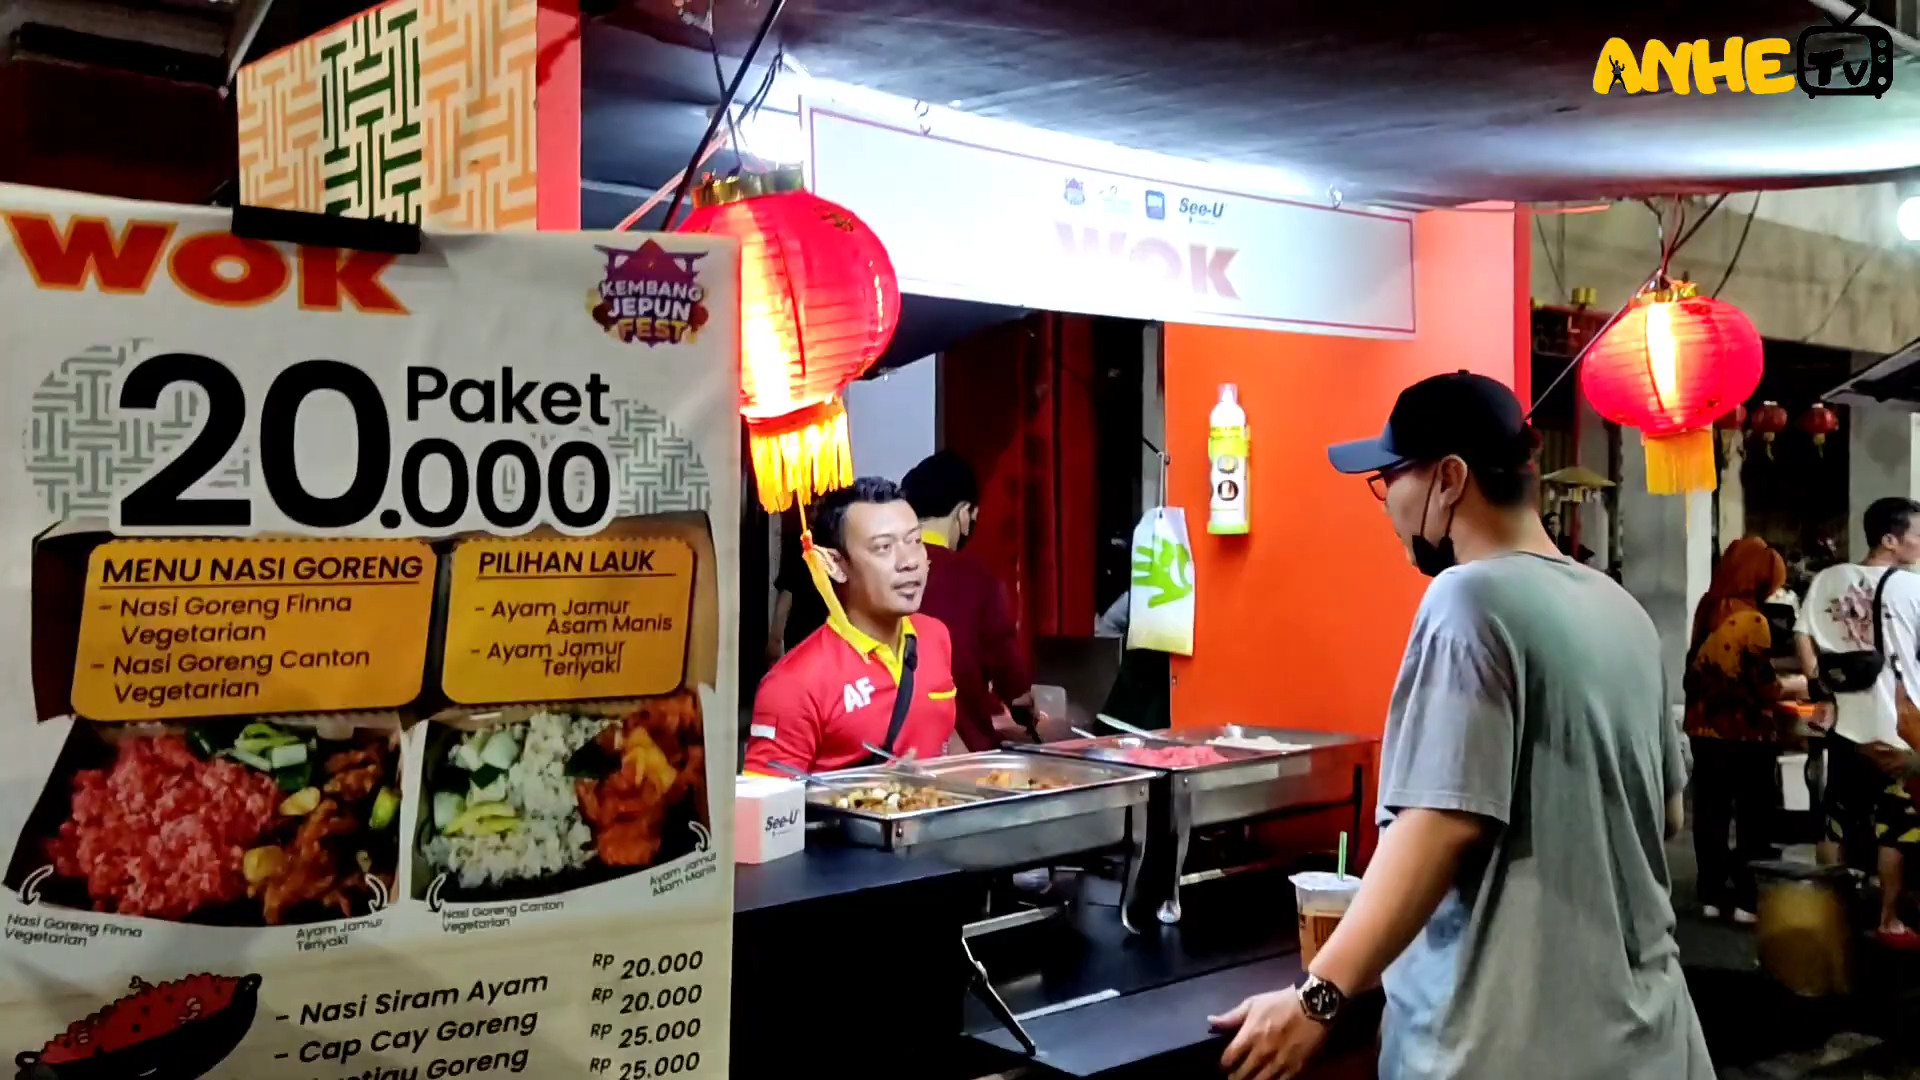 ANHE TV
WOK
KEMBANG
JEPUN
FEST
20.000
Paket
MENU NASI GORENG
- Nasi Goreng Finna
Vegetarian
- Nasi Goreng Canton
Vegetarian
PILIHAN LAUK
- Ayam Jamur
Asam Manis
- Ayam Jamur
Teriyaki
Nasi Goreng Finna
Vegetarian
Ayam Jamur
Teriyaki
Nasi Goreng Canton
Vegetarian
Ayam Jamur
Asam Manis
- Nasi Siram Ayam RP 20.000
- Cap Cay Goreng RP 20.000
Goreng RP 25.000
RP 25.000
See-U
WOK
AF
See-U